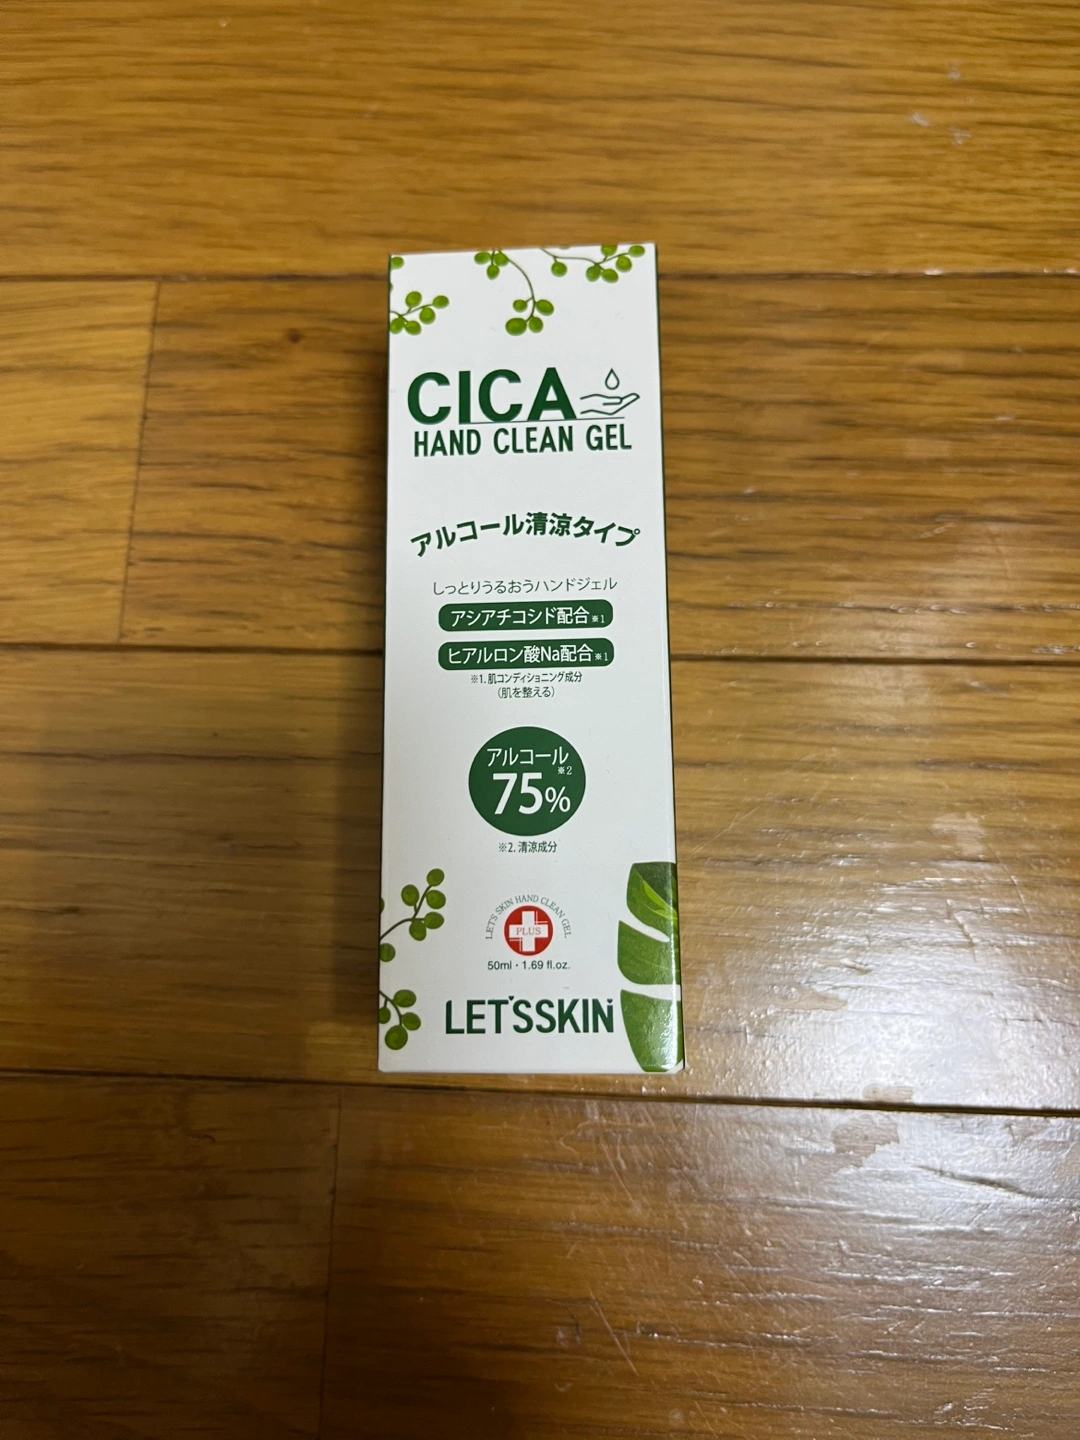 CICA
HAND CLEAN GEL
アルコール清涼タイプ
しっとりうるおうハンドジェル
アシアチコシド配合※1
ヒアルロン酸Na配合※1
※1.肌コンディショニング成分
(肌を整える)
アルコール
75%※2
※2.清涼成分
LET'S SKIN HAND CLEAN GEL
PLUS
50ml・1.69 fl.oz.
LET'SSKIN